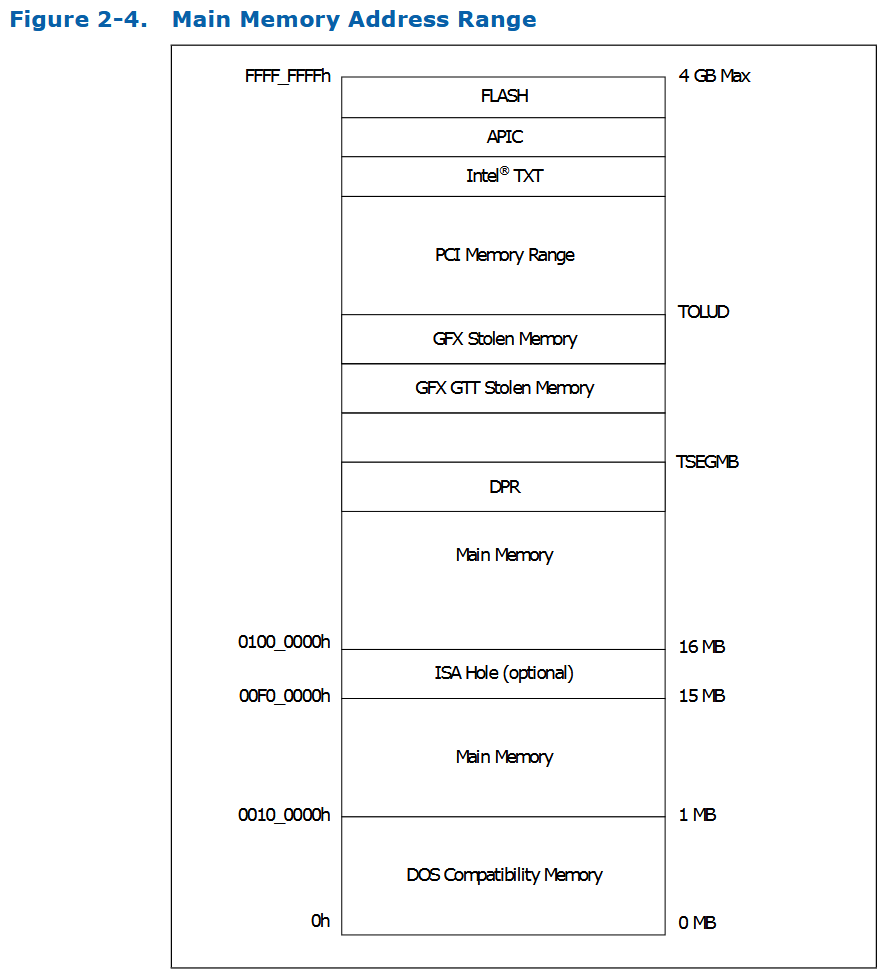 Figure 2-4. Main Memory Address Range
FFFF_FFFFh
4 GB Max
FLASH
APIC
Intel® TXT
PCI Memory Range
TOLUD
GFX Stolen Memory
GFX GTT Stolen Memory
TSEGMB
DPR
Main Memory
0100_0000h
16 MB
ISA Hole (optional)
00F0_0000h
15 MB
Main Memory
0010_0000h
1 MB
DOS Compatibility Memory
0h
0 MB